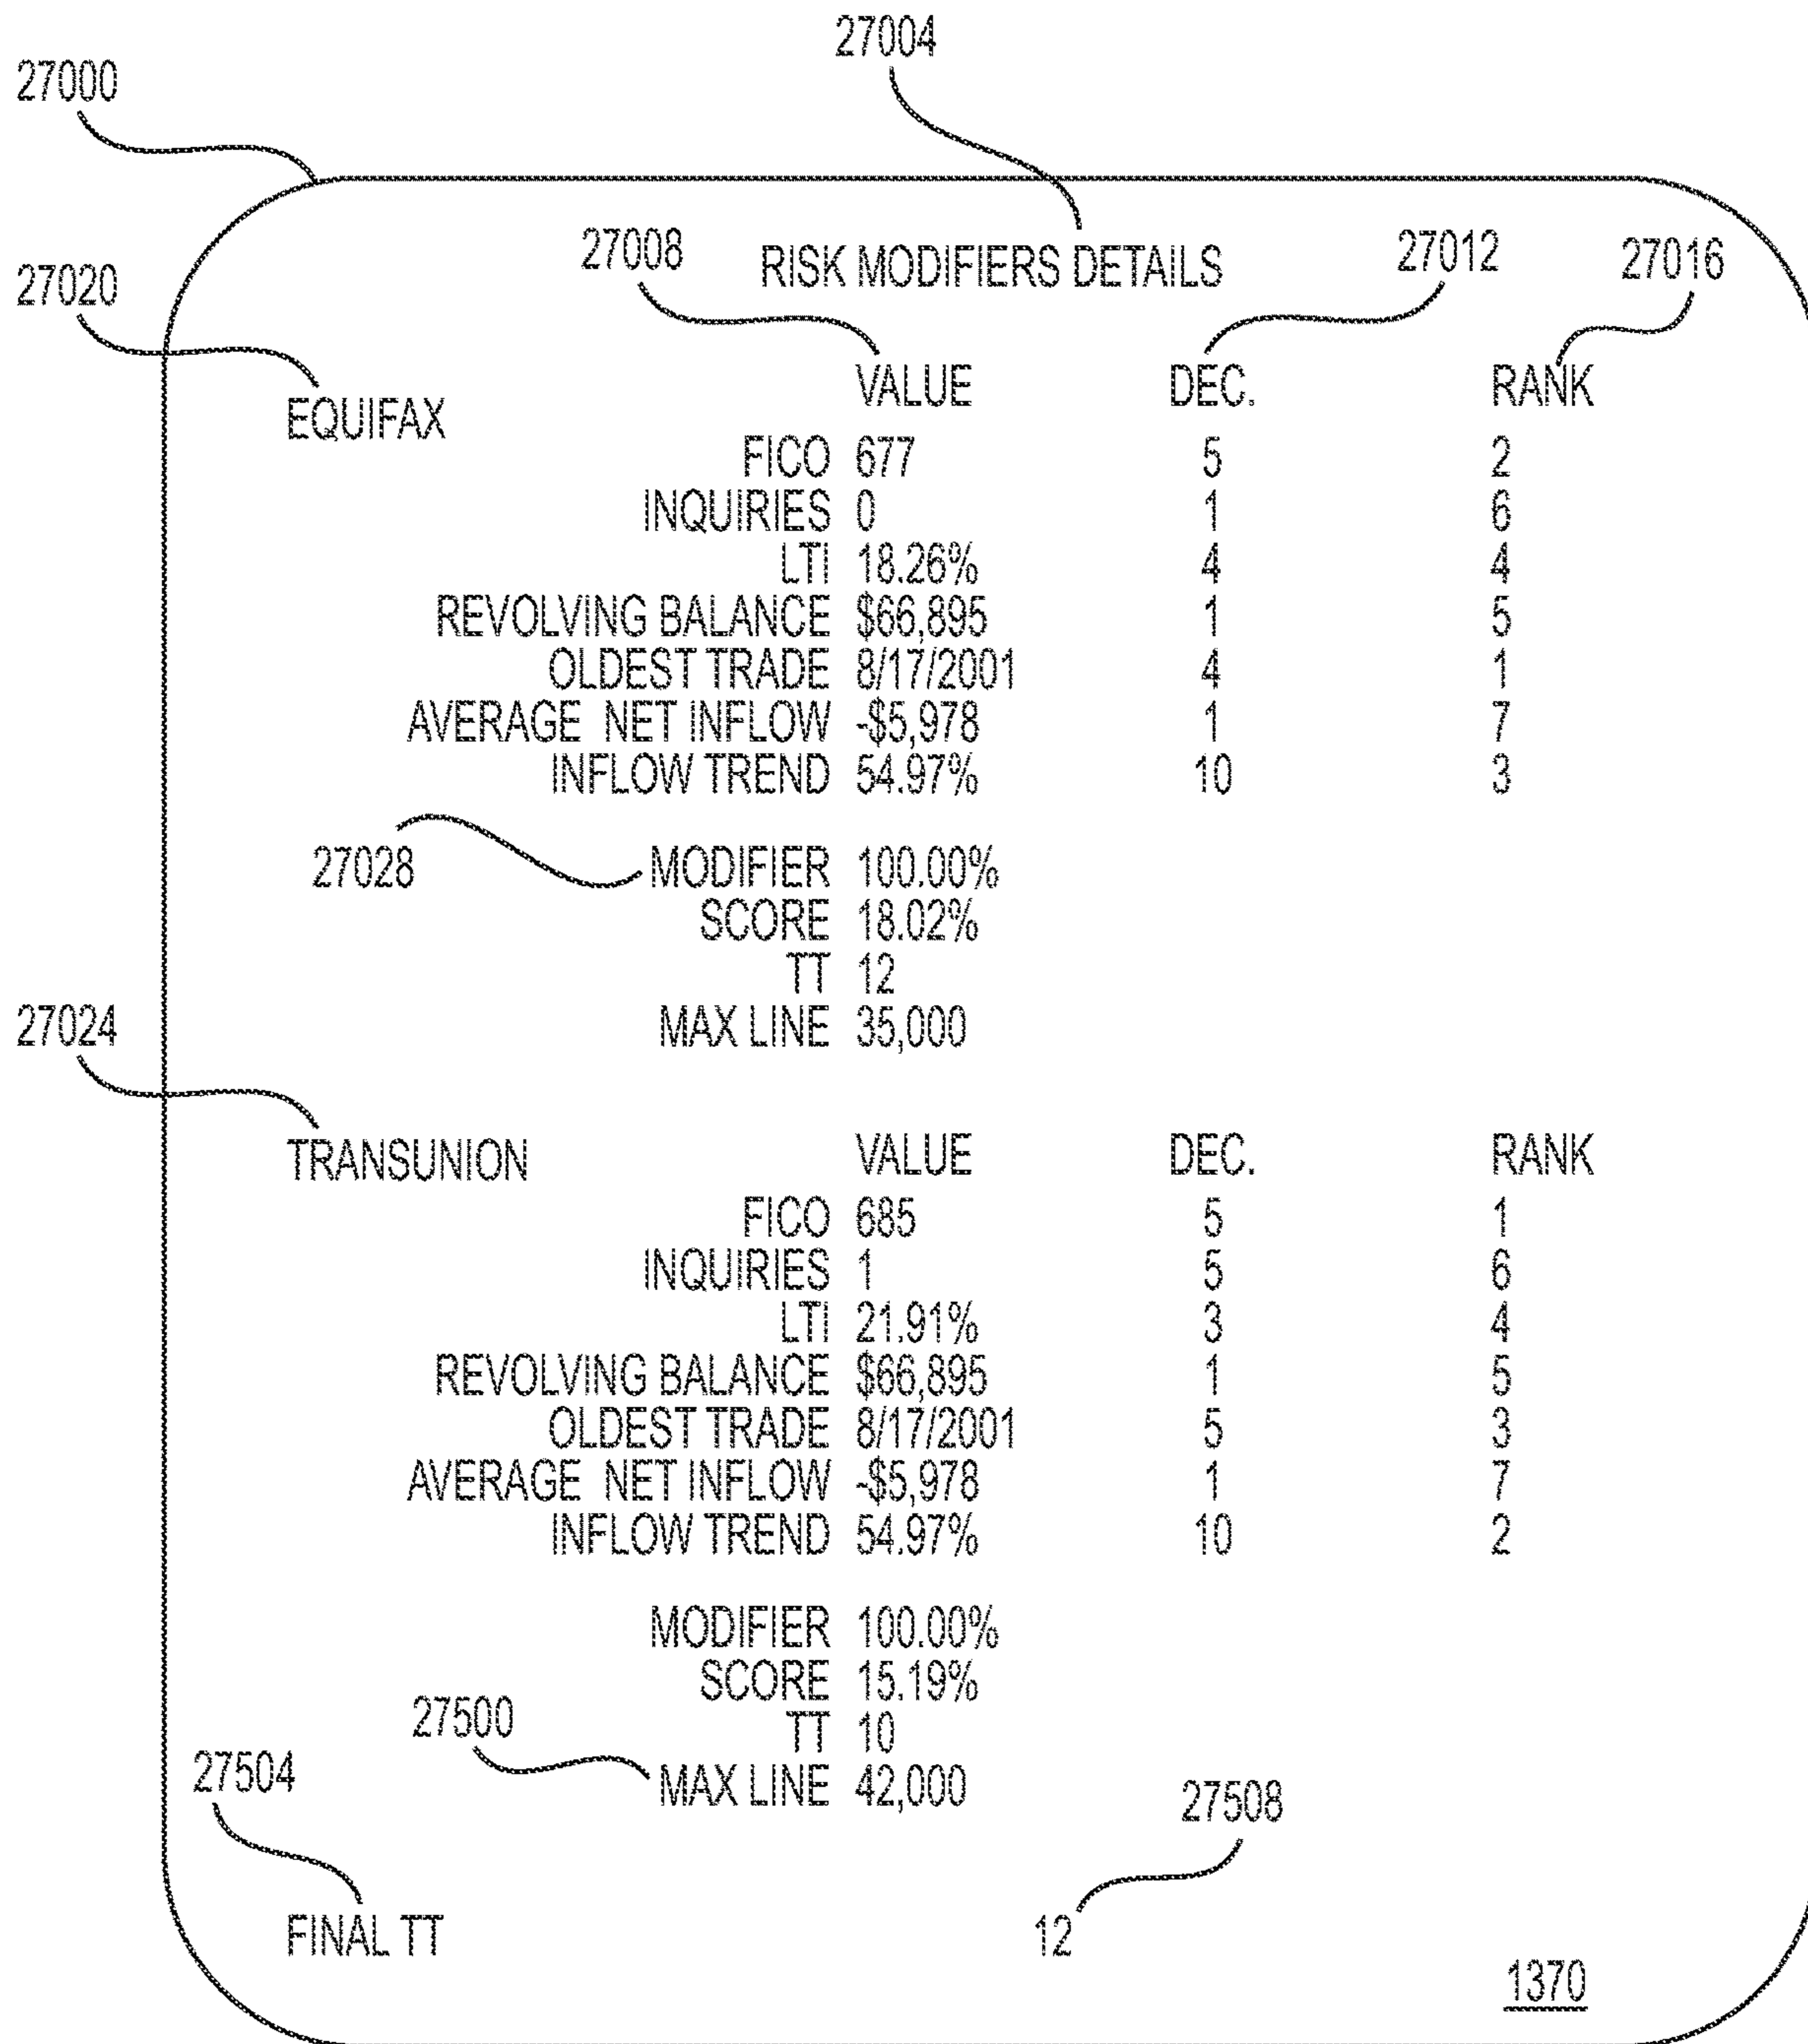 27004
27000
27008 RISK MODIFIERS DETAILS 27012 27016
27020
VALUE DEC. RANK
EQUIFAX
FICO 677 5 2
INQUIRIES 0 1 6
LTI 18.26% 4 4
REVOLVING BALANCE $66,895 1 5
OLDEST TRADE 8/17/2001 4 1
AVERAGE NET INFLOW -$5,978 1 7
INFLOW TREND 54.97% 10 3
27028 MODIFIER 100.00%
SCORE 18.02%
TT 12
27024 MAX LINE 35,000
TRANSUNION VALUE DEC. RANK
FICO 685 5 1
INQUIRIES 1 5 6
LTI 21.91% 3 4
REVOLVING BALANCE $66,895 1 5
OLDEST TRADE 8/17/2001 5 3
AVERAGE NET INFLOW -$5,978 1 7
INFLOW TREND 54.97% 10 2
MODIFIER 100.00%
SCORE 15.19%
27500 TT 10
27504 MAX LINE 42,000 27508
FINAL TT 12
1370